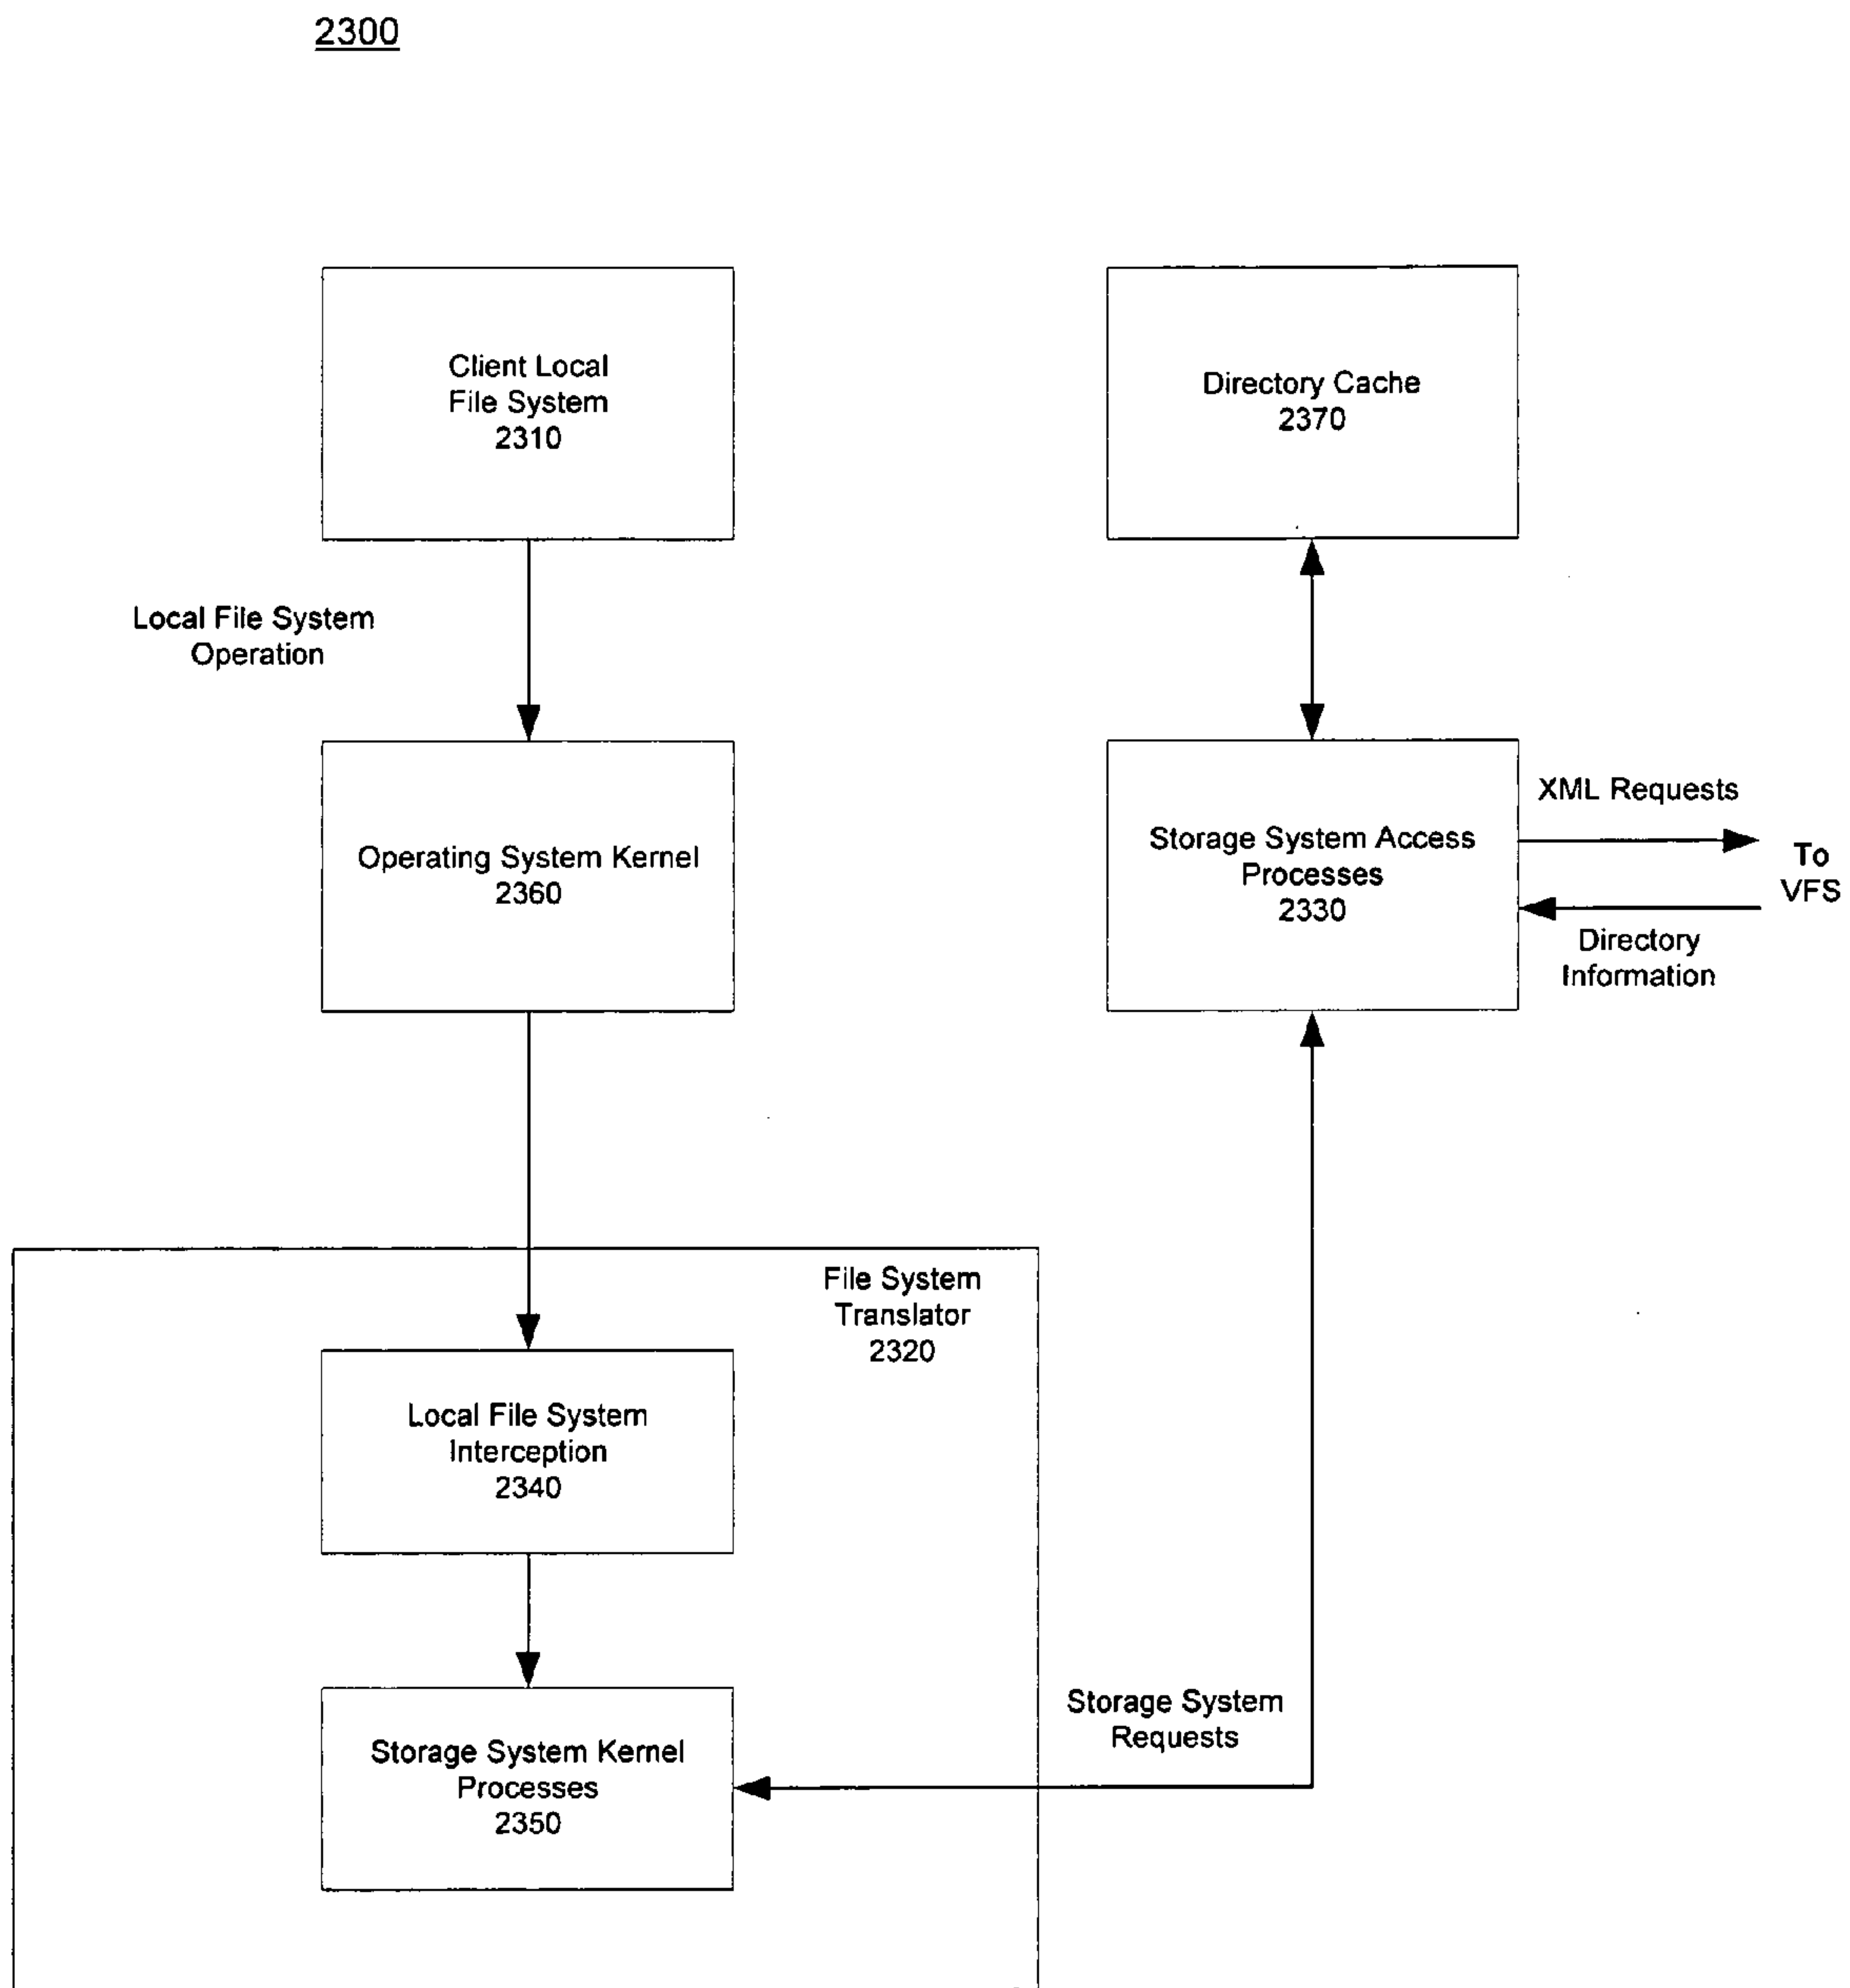 2300
Client Local
File System
2310
Directory Cache
2370
Local File System
Operation
Operating System Kernel
2360
Storage System Access
Processes
2330
XML Requests
To
VFS
Directory
Information
File System
Translator
2320
Local File System
Interception
2340
Storage System Kernel
Processes
2350
Storage System
Requests